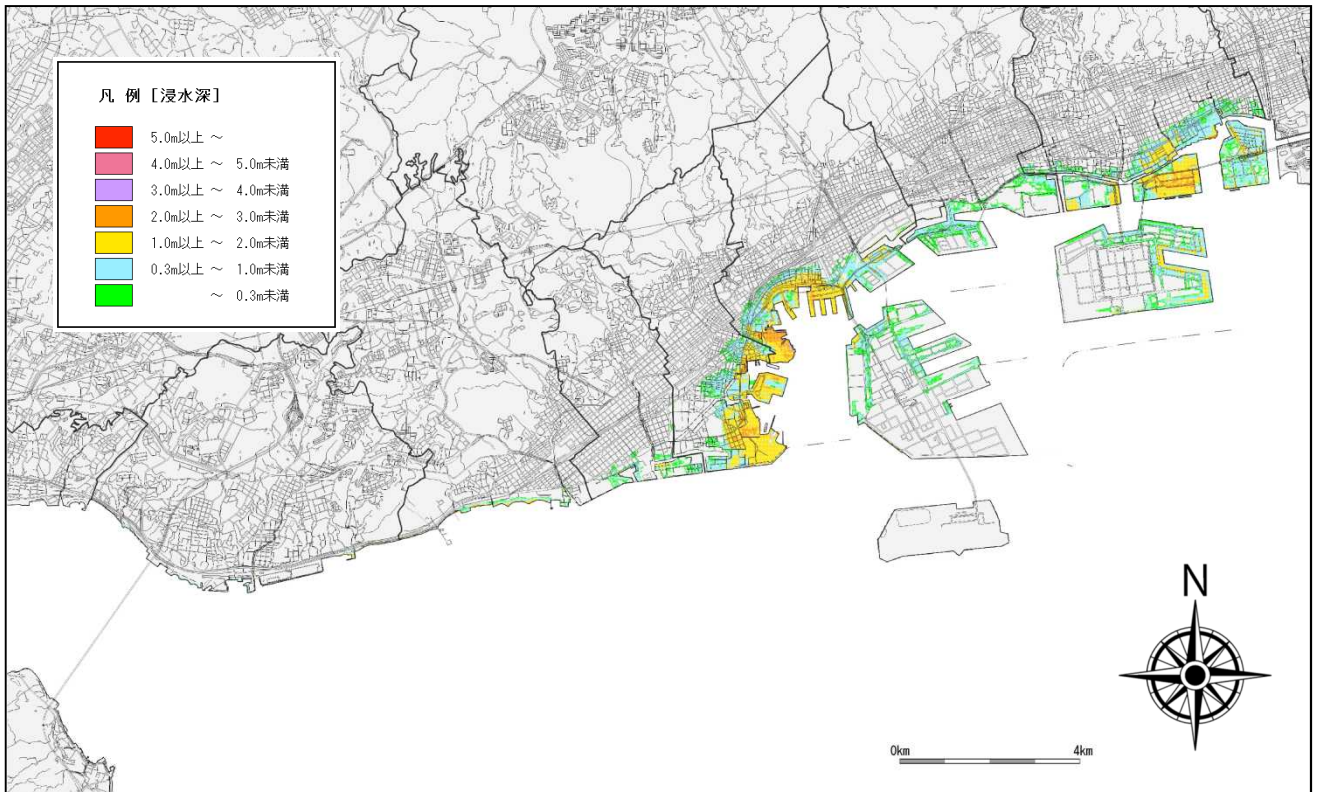 凡 例 [浸水深]
5.0m以上 ～
4.0m以上 ～ 5.0m未満
3.0m以上 ～ 4.0m未満
2.0m以上 ～ 3.0m未満
1.0m以上 ～ 2.0m未満
0.3m以上 ～ 1.0m未満
～ 0.3m未満
N
0km 4km